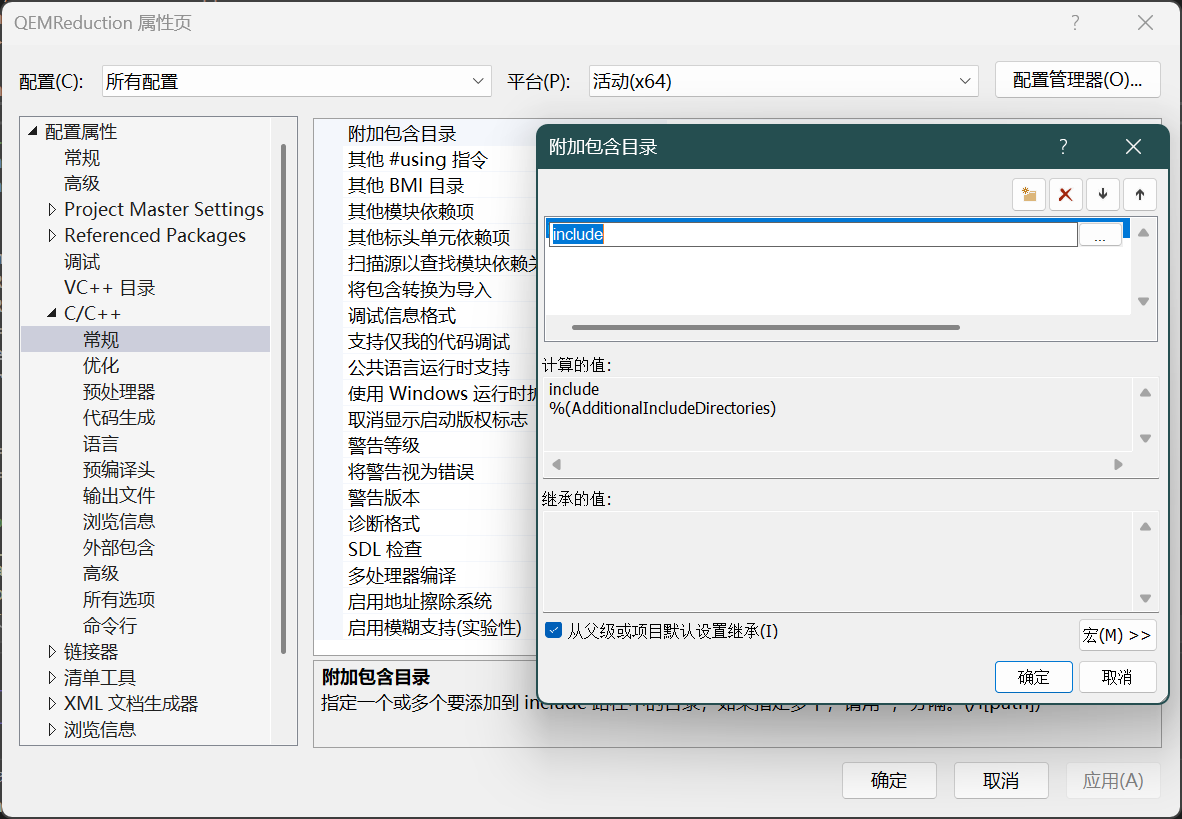 QEMReduction 属性页
配置(C):
所有配置
平台(P):
活动(x64)
配置管理器(O)...
配置属性
常规
高级
Project Master Settings
Referenced Packages
调试
VC++ 目录
C/C++
常规
优化
预处理器
代码生成
语言
预编译头
输出文件
浏览信息
外部包含
高级
所有选项
命令行
链接器
清单工具
XML 文档生成器
浏览信息
附加包含目录
其他 #using 指令
其他 BMI 目录
其他模块依赖项
其他标头单元依赖项
扫描源以查找模块依赖
将包含转换为导入
调试信息格式
支持仅我的代码调试
公共语言运行时支持
使用 Windows 运行时
取消显示启动版权标志
警告等级
将警告视为错误
警告版本
诊断格式
SDL 检查
多处理器编译
启用地址擦除系统
启用模糊支持(实验性)
附加包含目录
指定一个或多个要添加到
附加包含目录
include
...
计算的值:
include
%(AdditionalIncludeDirectories)
继承的值:
从父级或项目默认设置继承(I)
宏(M) >>
确定
取消
确定
取消
应用(A)